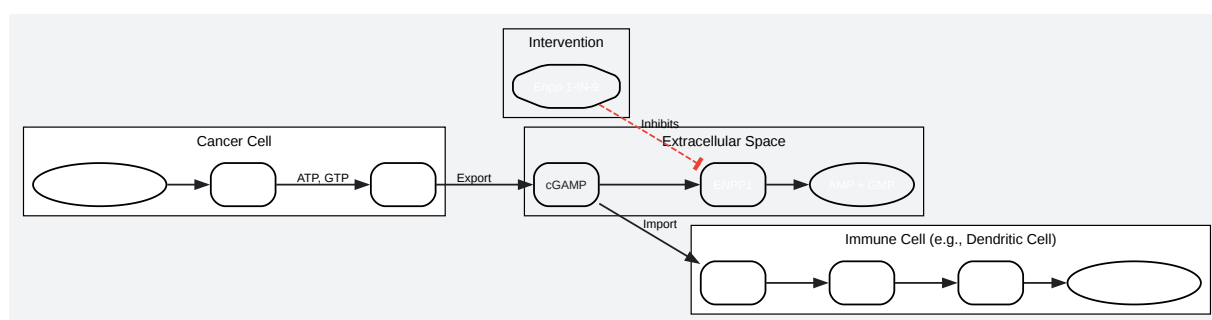 Intervention
Enpp-1-IN-9
Inhibits
Cancer Cell
ATP, GTP
Export
Extracellular Space
cGAMP
ENPP1
AMP + GMP
Import
Immune Cell (e.g., Dendritic Cell)